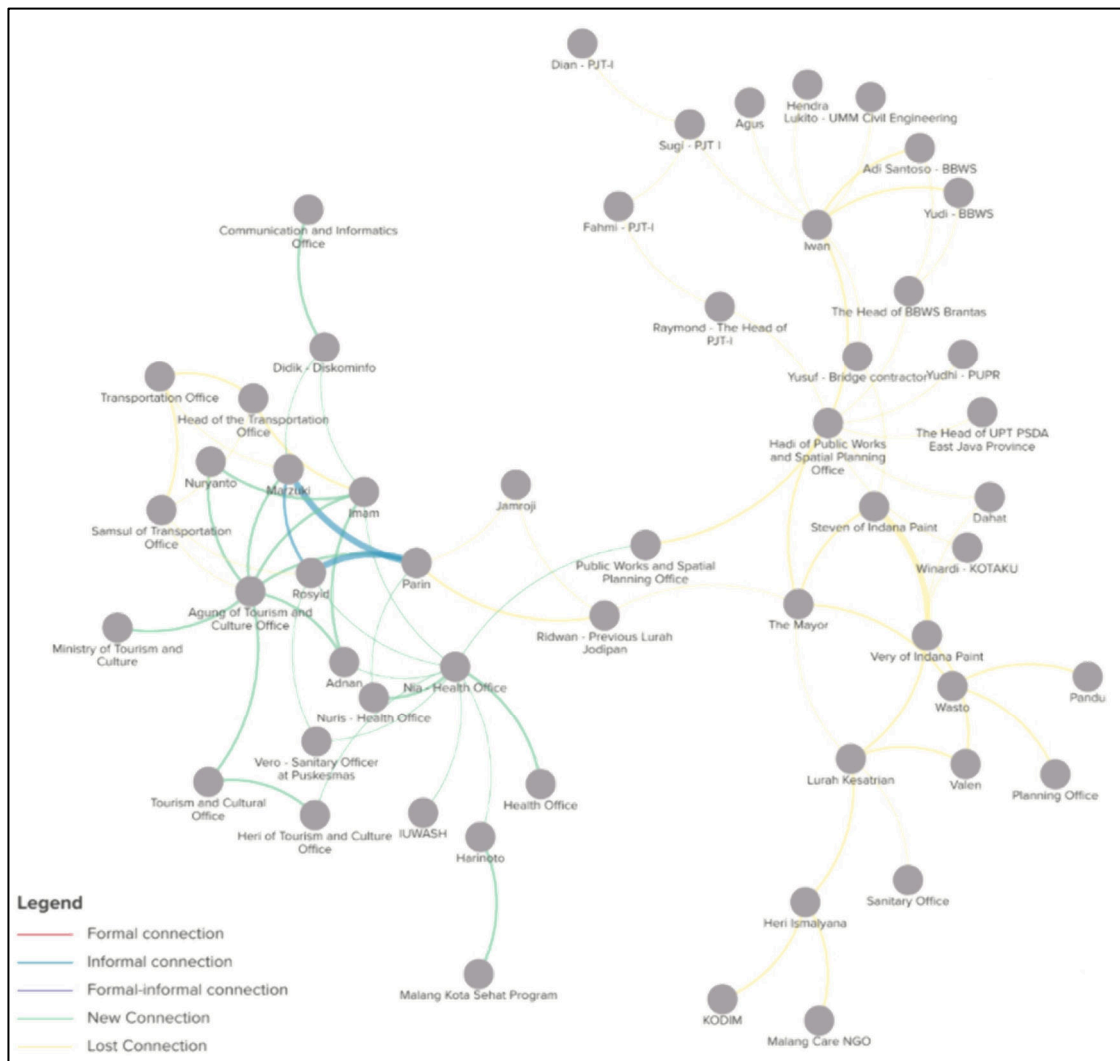 Dian - PJT-I
Hendra
Lukito - UMM Civil Engineering
Agus
Sugi - PJT I
Adi Santoso - BBWS
Yudi - BBWS
Fahmi - PJT-I
Iwan
Communication and Informatics
Office
The Head of BBWS Brantas
Raymond - The Head of
PJT-I
Didik - Diskominfo
Yusuf - Bridge contractor
Yudhi - PUPR
Transportation Office
Head of the Transportation
Office
The Head of UPT PSDA
East Java Province
Hadi of Public Works
and Spatial Planning
Office
Nuryanto
Marzuki
Imam
Jamroji
Steven of Indana Paint
Dahat
Samsul of Transportation
Office
Public Works and Spatial
Planning Office
Winardi - KOTAKU
Parin
Rosyid
Agung of Tourism and
Culture Office
The Mayor
Ridwan - Previous Lurah
Jodipan
Ministry of Tourism and
Culture
Very of Indana Paint
Adnan
Nia - Health Office
Wasto
Pandu
Nuris - Health Office
Vero - Sanitary Officer
at Puskesmas
Lurah Kesatrian
Valen
Planning Office
Tourism and Cultural
Office
Health Office
Heri of Tourism and Culture
Office
IUWASH
Harinoto
Sanitary Office
Heri Ismalyana
Malang Kota Sehat Program
KODIM
Malang Care NGO
Legend
Formal connection
Informal connection
Formal-informal connection
New Connection
Lost Connection